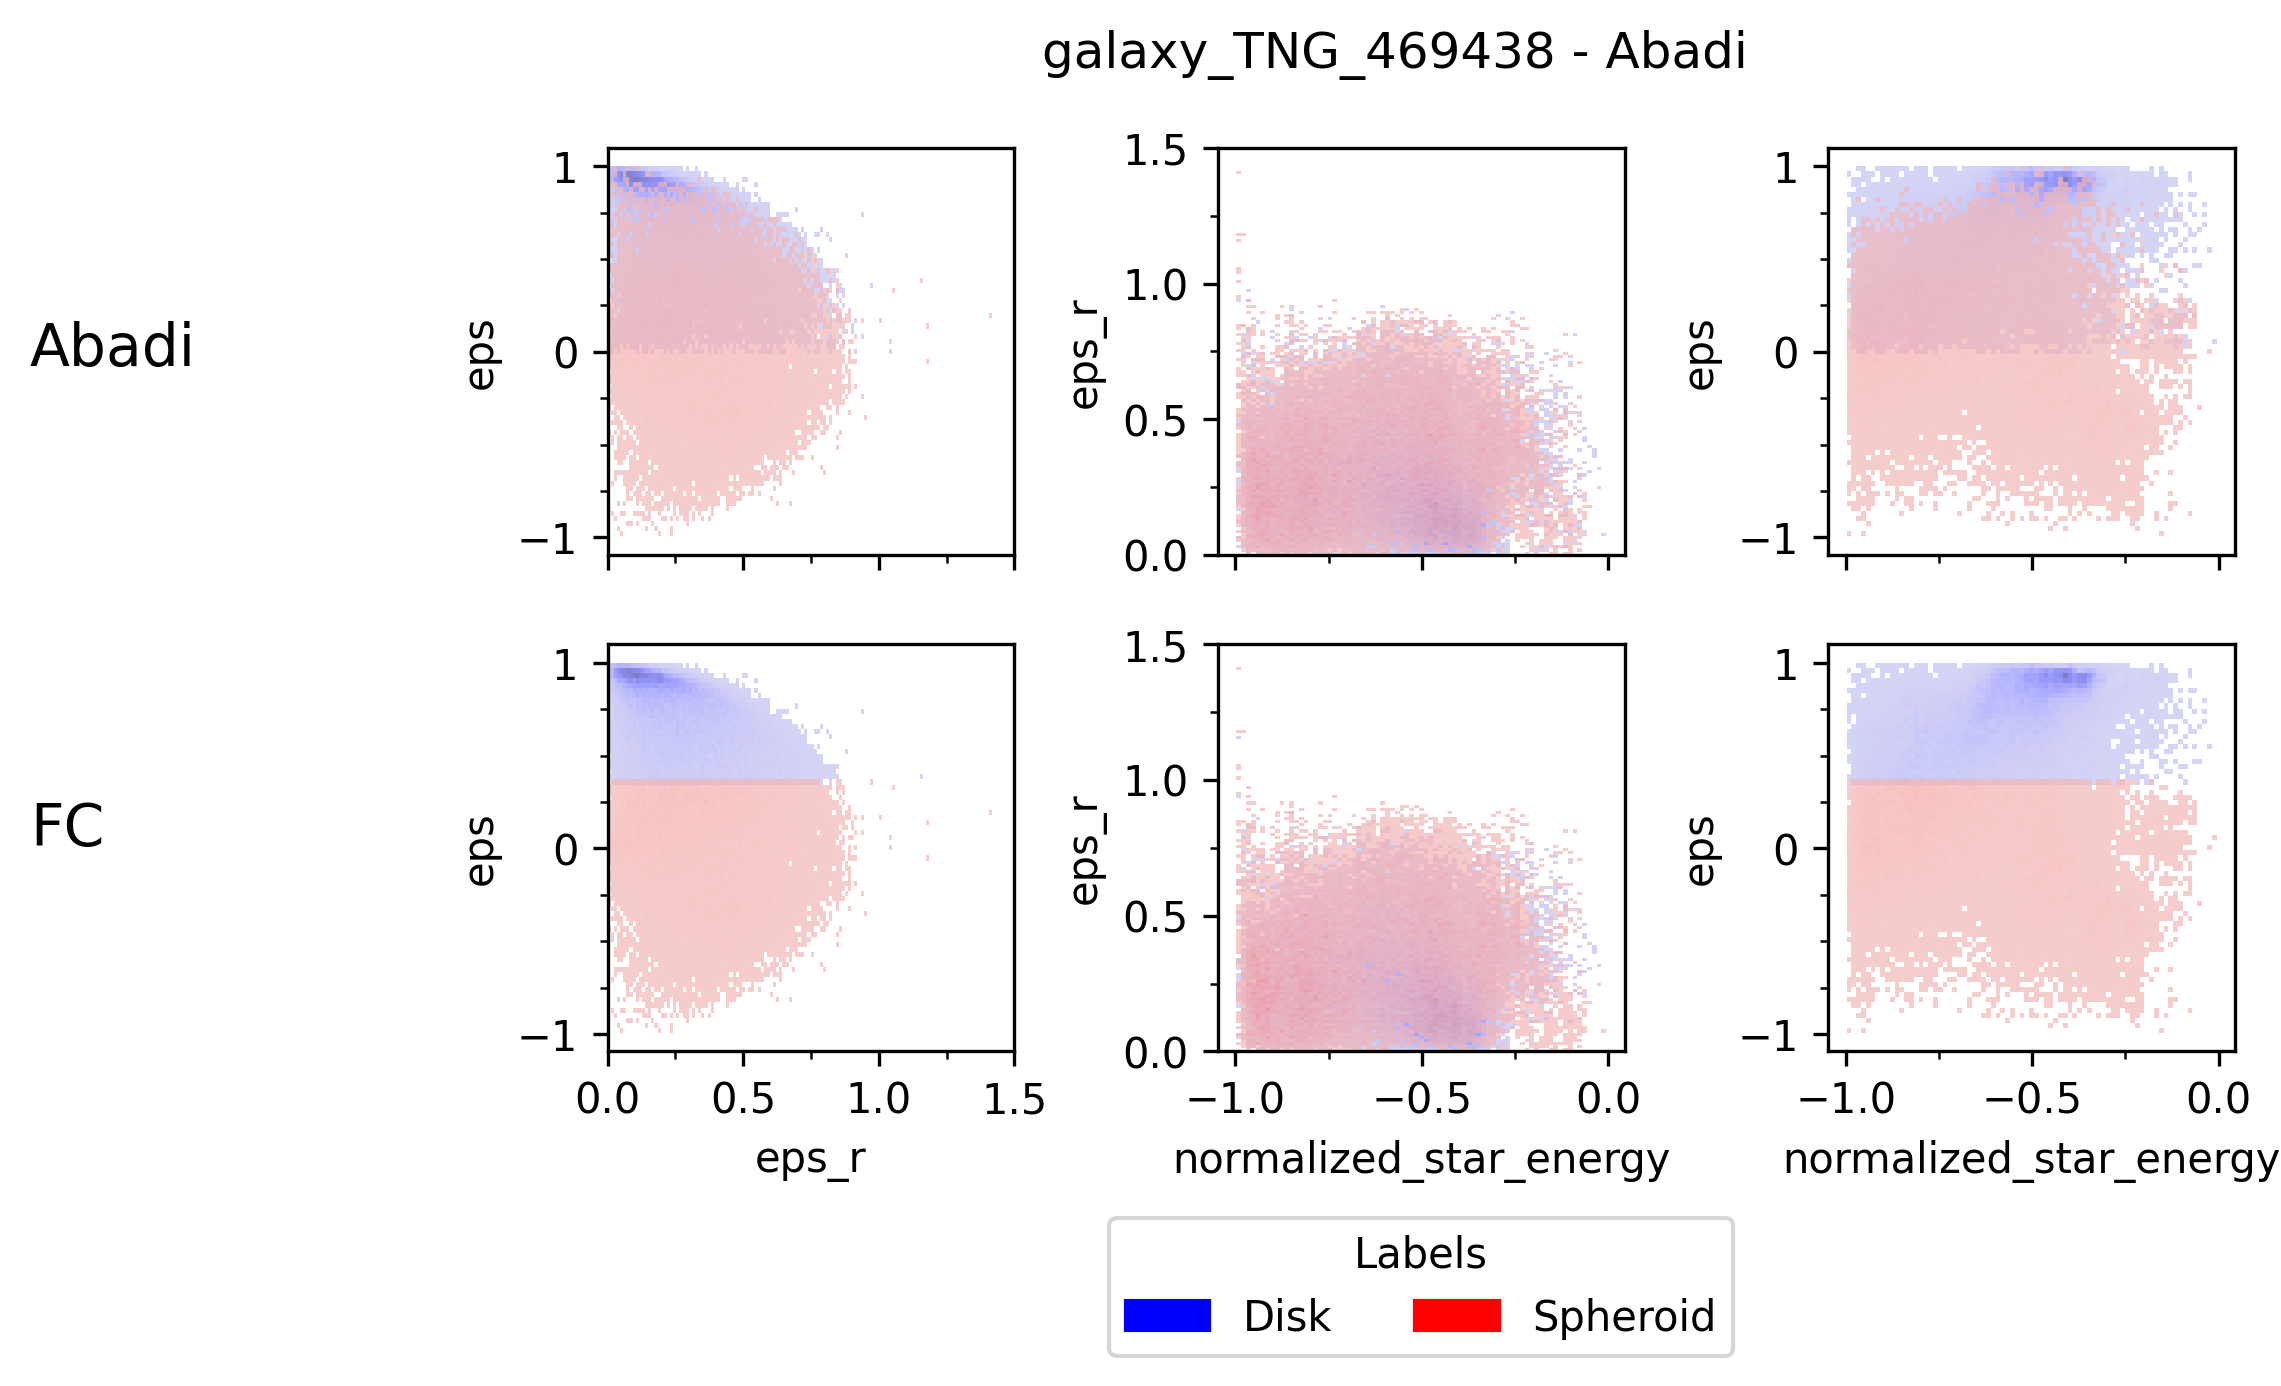 galaxy_TNG_469438 - Abadi
Abadi
eps
1
0
−1
eps_r
1.5
1.0
0.5
0.0
eps
1
0
−1
FC
eps
1
0
−1
0.0 0.5 1.0 1.5
eps_r
eps_r
1.5
1.0
0.5
0.0
−1.0 −0.5 0.0
normalized_star_energy
eps
1
0
−1
−1.0 −0.5 0.0
normalized_star_energy
Labels
Disk Spheroid